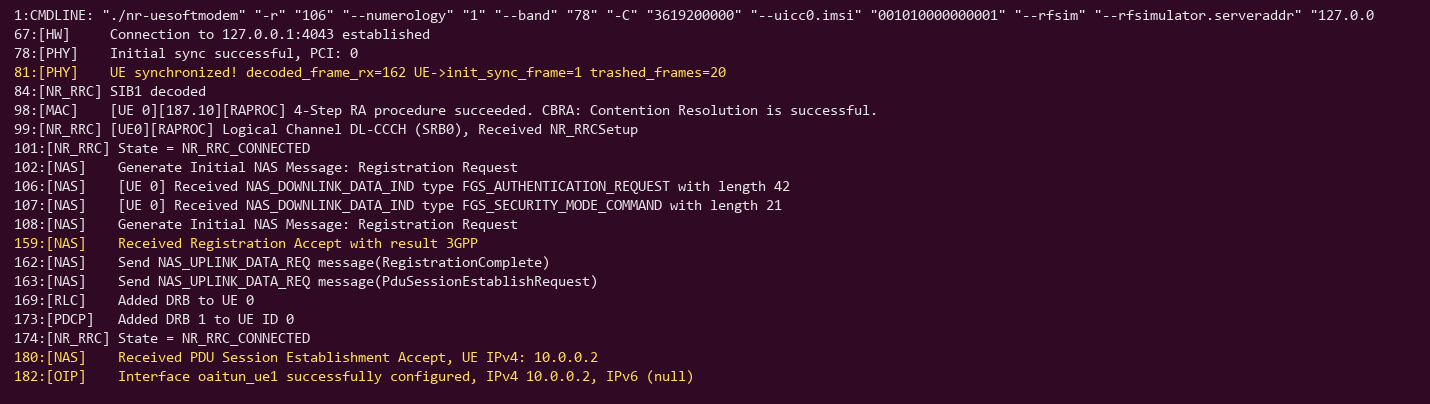 1:CMDLINE: "./nr-uesoftmodem" "-r" "106" "--numerology" "1" "--band" "78" "-C" "3619200000" "--uicc0.imsi" "001010000000001" "--rfsim" "--rfsimulator.serveraddr" "127.0.0
67:[HW] Connection to 127.0.0.1:4043 established
78:[PHY] Initial sync successful, PCI: 0
81:[PHY] UE synchronized! decoded_frame_rx=162 UE->init_sync_frame=1 trashed_frames=20
84:[NR_RRC] SIB1 decoded
98:[MAC] [UE 0][187.10][RAPROC] 4-Step RA procedure succeeded. CBRA: Contention Resolution is successful.
99:[NR_RRC] [UE0][RAPROC] Logical Channel DL-CCCH (SRB0), Received NR_RRCSetup
101:[NR_RRC] State = NR_RRC_CONNECTED
102:[NAS] Generate Initial NAS Message: Registration Request
106:[NAS] [UE 0] Received NAS_DOWNLINK_DATA_IND type FGS_AUTHENTICATION_REQUEST with length 42
107:[NAS] [UE 0] Received NAS_DOWNLINK_DATA_IND type FGS_SECURITY_MODE_COMMAND with length 21
108:[NAS] Generate Initial NAS Message: Registration Request
159:[NAS] Received Registration Accept with result 3GPP
162:[NAS] Send NAS_UPLINK_DATA_REQ message(RegistrationComplete)
163:[NAS] Send NAS_UPLINK_DATA_REQ message(PduSessionEstablishRequest)
169:[RLC] Added DRB to UE 0
173:[PDCP] Added DRB 1 to UE ID 0
174:[NR_RRC] State = NR_RRC_CONNECTED
180:[NAS] Received PDU Session Establishment Accept, UE IPv4: 10.0.0.2
182:[OIP] Interface oaitun_ue1 successfully configured, IPv4 10.0.0.2, IPv6 (null)